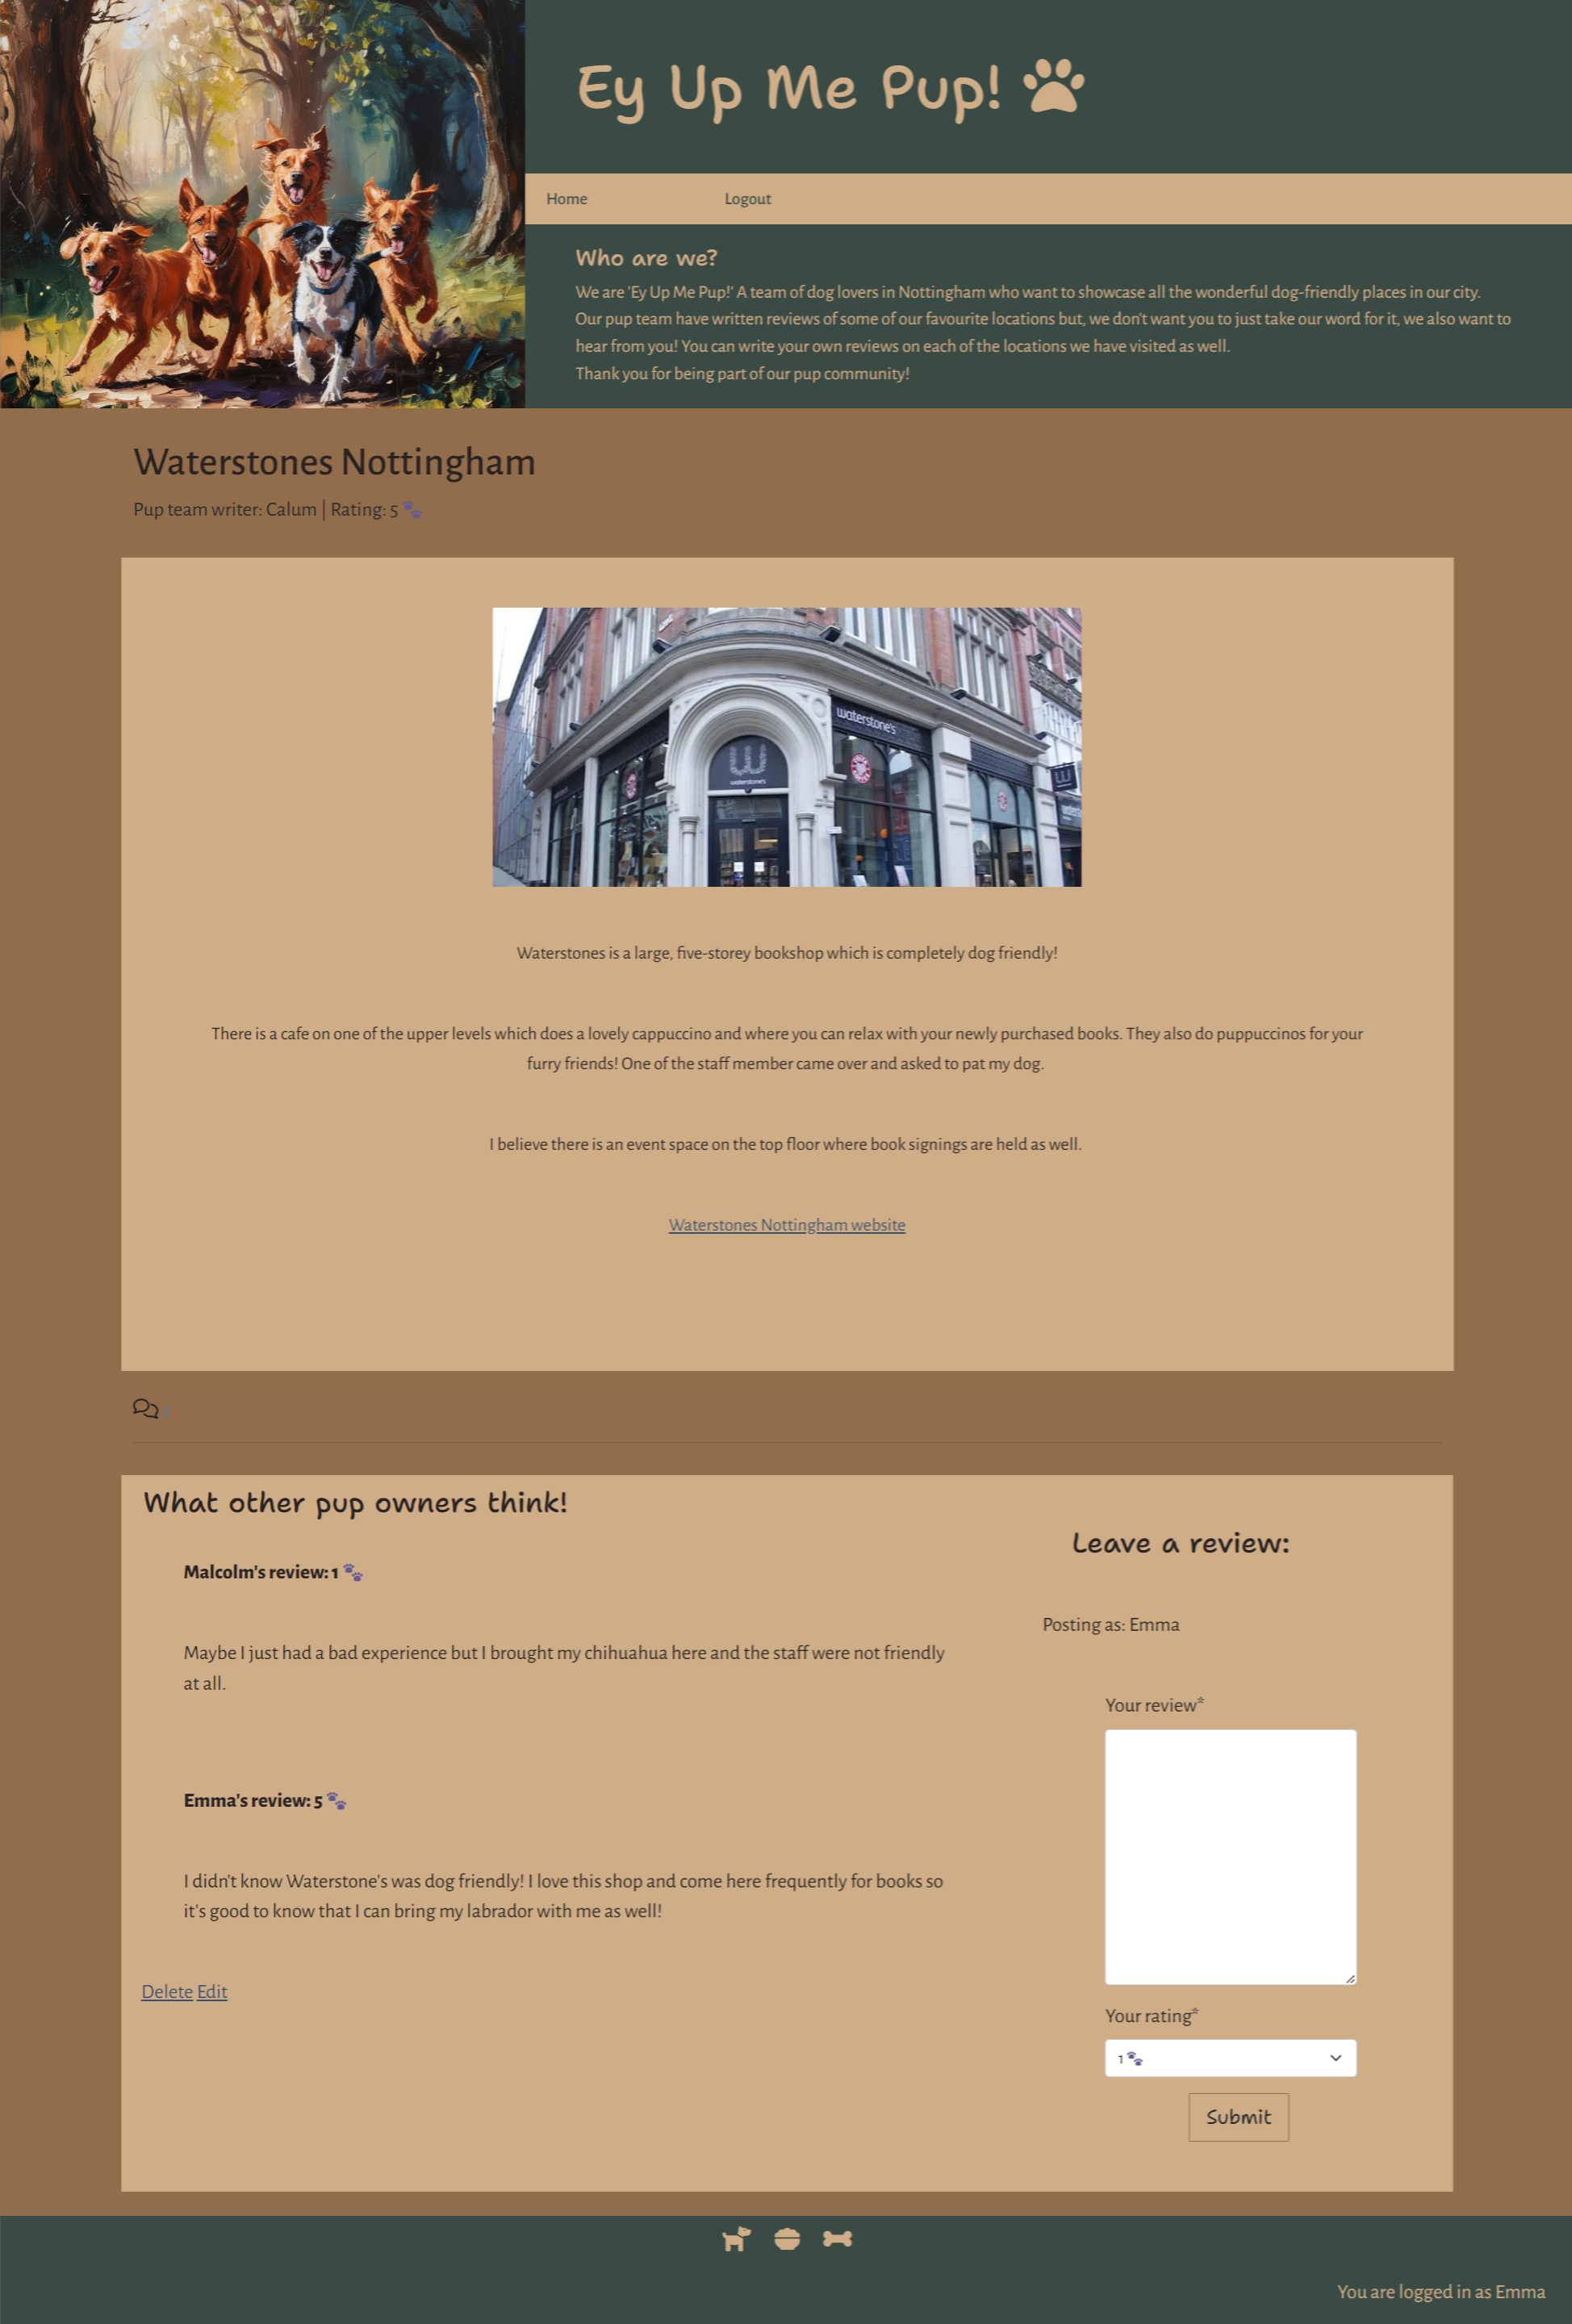 Ey Up Me Pup!
Home Logout
Who are we?
We are 'Ey Up Me Pup!' A team of dog lovers in Nottingham who want to showcase all the wonderful dog-friendly places in our city.
Our pup team have written reviews of some of our favourite locations but, we don't want you to just take our word for it, we also want to
hear from you! You can write your own reviews on each of the locations we have visited as well.
Thank you for being part of our pup community!
Waterstones Nottingham
Pup team writer: Calum | Rating: 5 🐾
waterstone's
W
waterstone's
W
Waterstones is a large, five-storey bookshop which is completely dog friendly!
There is a cafe on one of the upper levels which does a lovely cappuccino and where you can relax with your newly purchased books. They also do puppuccinos for your
furry friends! One of the staff member came over and asked to pat my dog.
I believe there is an event space on the top floor where book signings are held as well.
Waterstones Nottingham website
What other pup owners think!
Malcolm's review: 1 🐾
Maybe I just had a bad experience but I brought my chihuahua here and the staff were not friendly
at all.
Emma's review: 5 🐾
I didn't know Waterstone's was dog friendly! I love this shop and come here frequently for books so
it's good to know that I can bring my labrador with me as well!
Delete Edit
Leave a review:
Posting as: Emma
Your review*
Your rating*
1 🐾
Submit
You are logged in as Emma